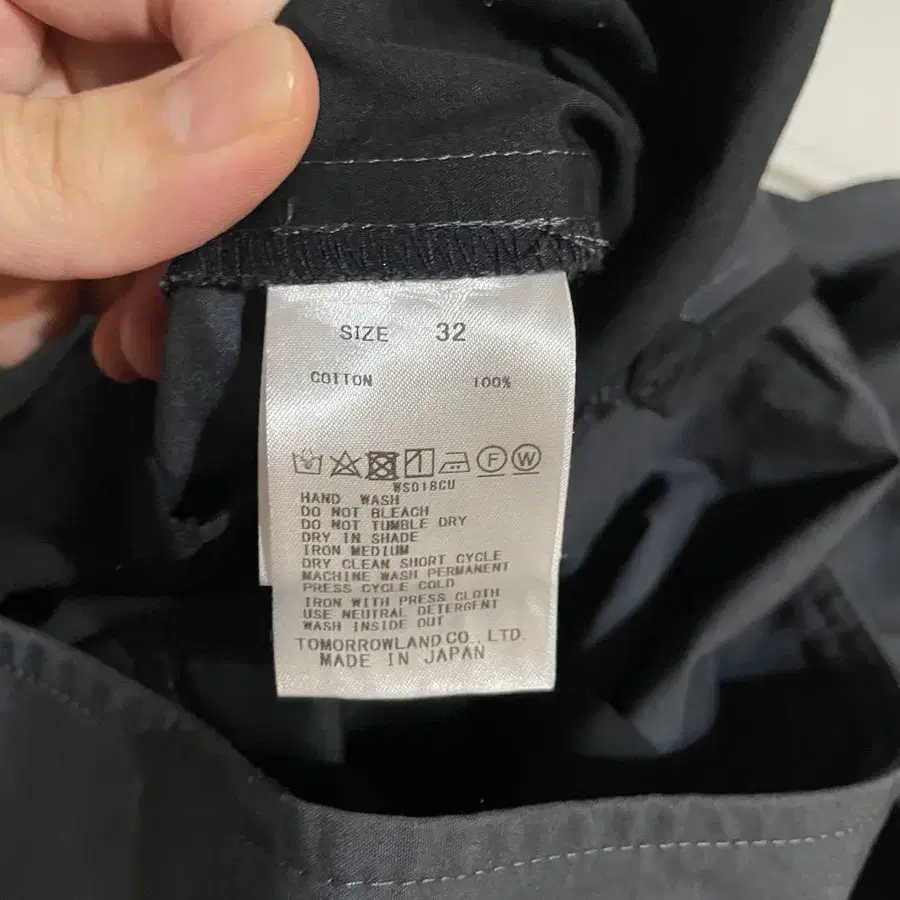 SIZE 32
COTTON 100%
F W
WS018CU
HAND WASH
DO NOT BLEACH
DO NOT TUMBLE DRY
DRY IN SHADE
IRON MEDIUM
DRY CLEAN SHORT CYCLE
MACHINE WASH PERMANENT
PRESS CYCLE COLD
IRON WITH PRESS CLOTH
USE NEUTRAL DETERGENT
WASH INSIDE OUT
TOMORROWLAND CO., LTD.
MADE IN JAPAN